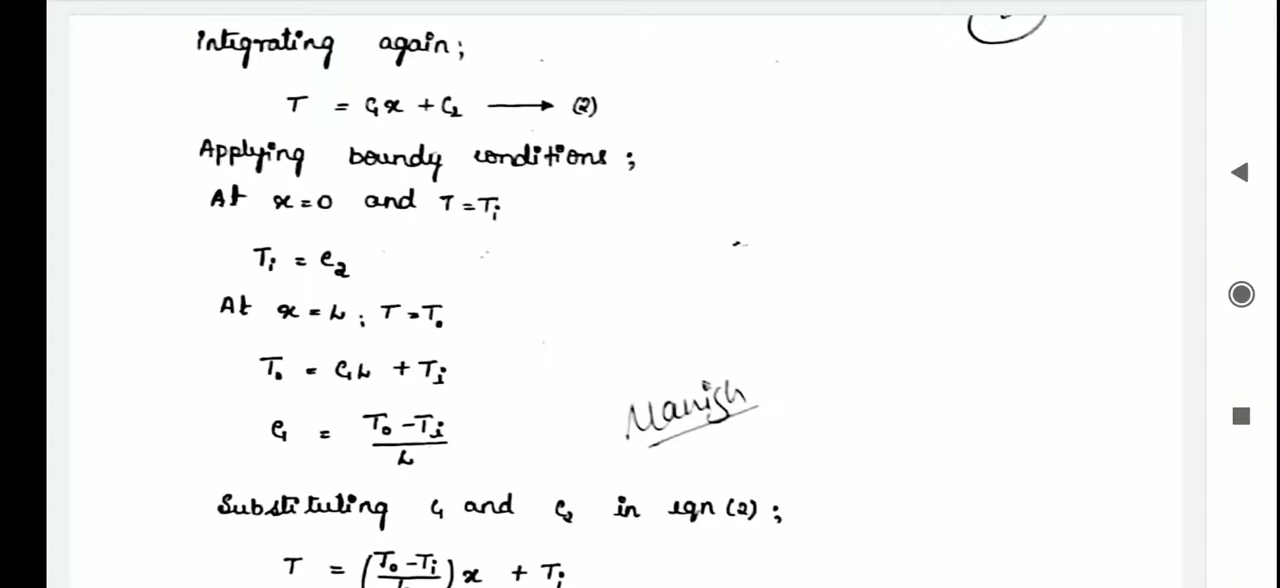 Integrating again;
T = C₁x + C₂ ⟶ (2)
Applying boundy conditions;
At x=0 and T=Tᵢ
Tᵢ = C₂
At x = L; T=T₀
T₀ = C₁L + Tᵢ
C₁ = (T₀ - Tᵢ)/L
Manish
Substituting C₁ and C₂ in eqn (2);
T = (T₀-Tᵢ/L)x + Tᵢ